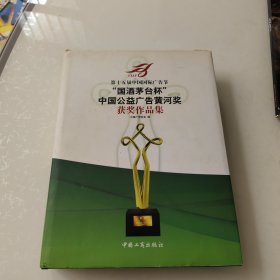 第十五届中国国际广告节
“国酒茅台杯”
中国公益广告黄河奖
获奖作品集
中国工商出版社